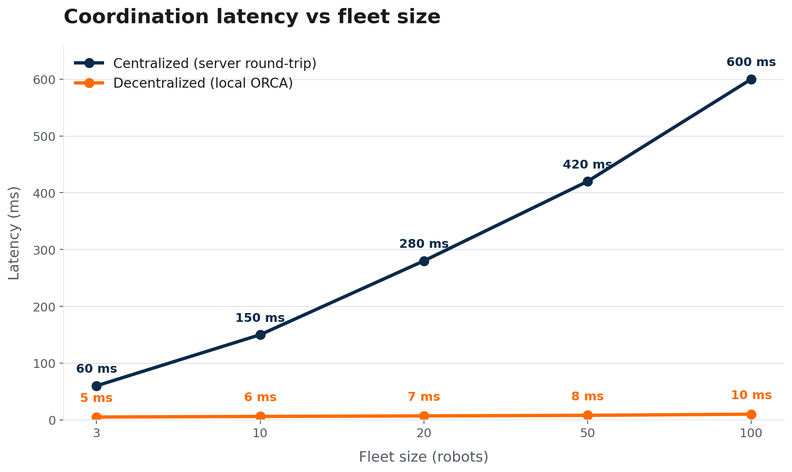 Coordination latency vs fleet size
Centralized (server round-trip)
Decentralized (local ORCA)
Latency (ms)
600
500
400
300
200
100
0
60 ms
150 ms
280 ms
420 ms
600 ms
5 ms
6 ms
7 ms
8 ms
10 ms
3
10
20
50
100
Fleet size (robots)